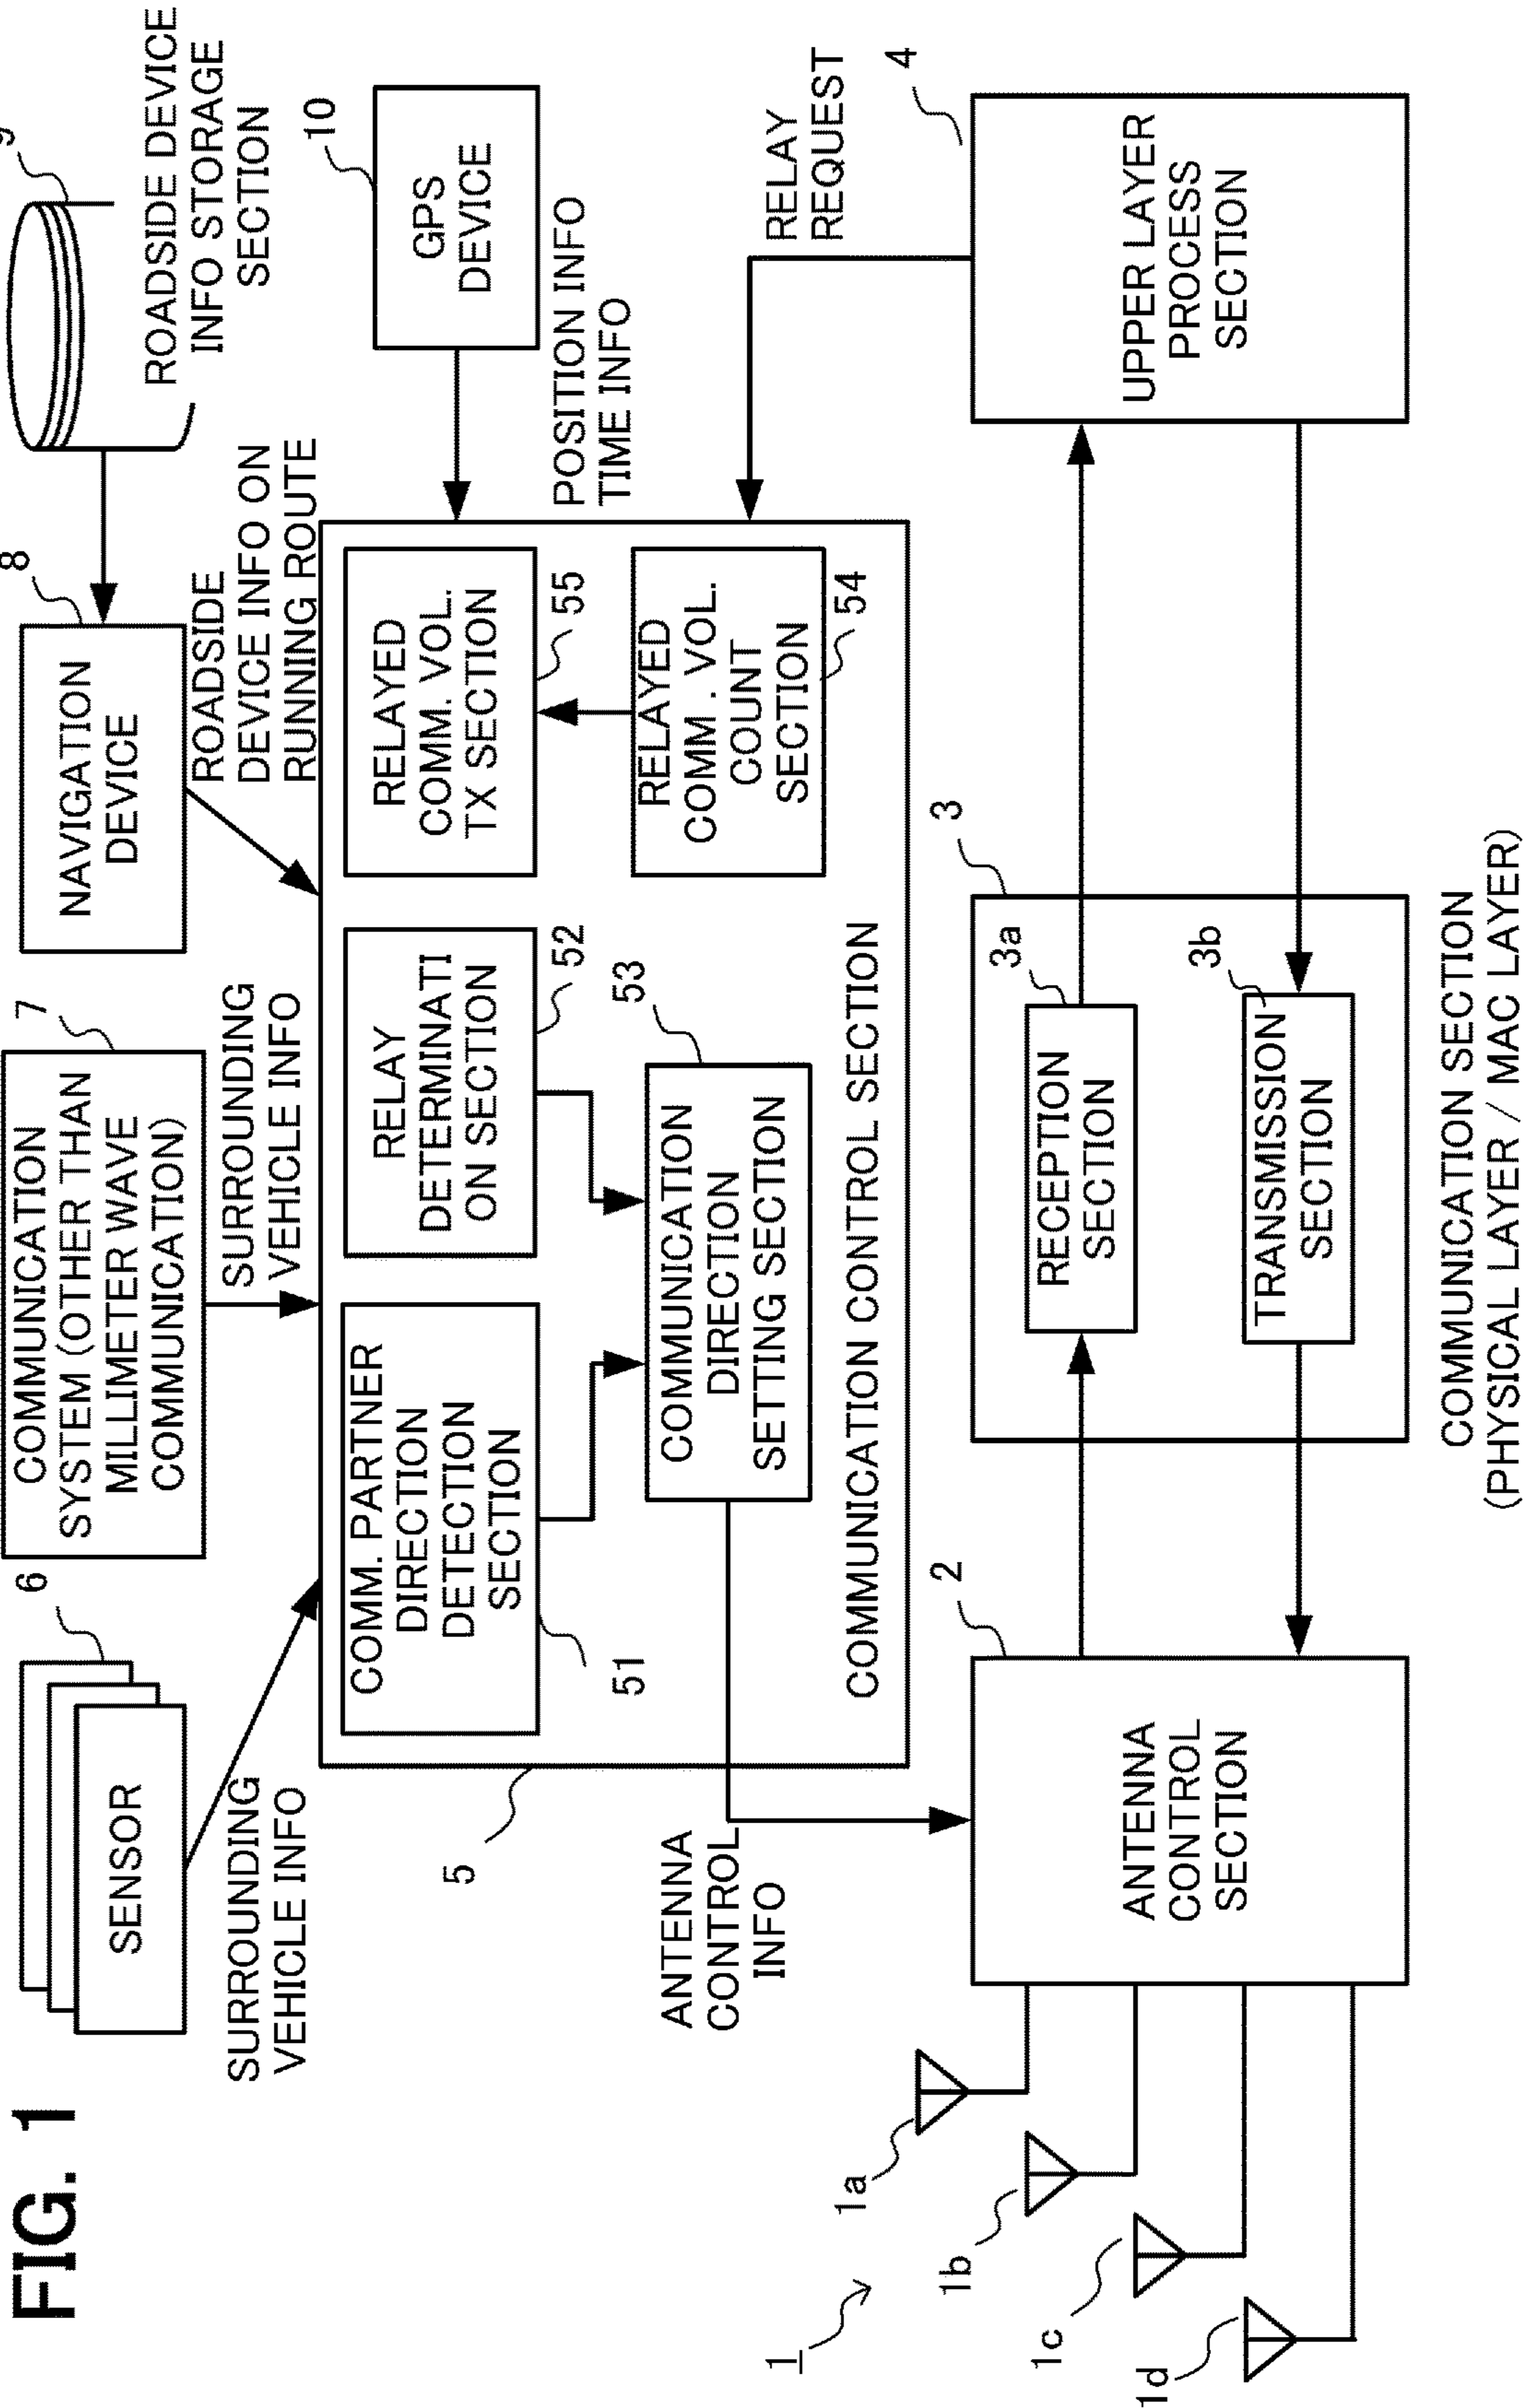 FIG. 1
6
SENSOR
SURROUNDING
VEHICLE INFO
7
COMMUNICATION
SYSTEM (OTHER THAN
MILLIMETER WAVE
COMMUNICATION)
SURROUNDING
VEHICLE INFO
8
NAVIGATION
DEVICE
ROADSIDE
DEVICE INFO ON
RUNNING ROUTE
9
ROADSIDE DEVICE
INFO STORAGE
SECTION
10
GPS
DEVICE
POSITION INFO
TIME INFO
5
COMM. PARTNER
DIRECTION
DETECTION
SECTION
51
RELAY
DETERMINATI
ON SECTION
52
RELAYED
COMM. VOL.
TX SECTION
55
COMMUNICATION
DIRECTION
SETTING SECTION
53
RELAYED
COMM . VOL.
COUNT
SECTION
54
COMMUNICATION CONTROL SECTION
ANTENNA
CONTROL
INFO
RELAY
REQUEST
1
1a
1b
1c
1d
2
ANTENNA
CONTROL
SECTION
3
3a
RECEPTION
SECTION
3b
TRANSMISSION
SECTION
COMMUNICATION SECTION
(PHYSICAL LAYER / MAC LAYER)
4
UPPER LAYER
PROCESS
SECTION